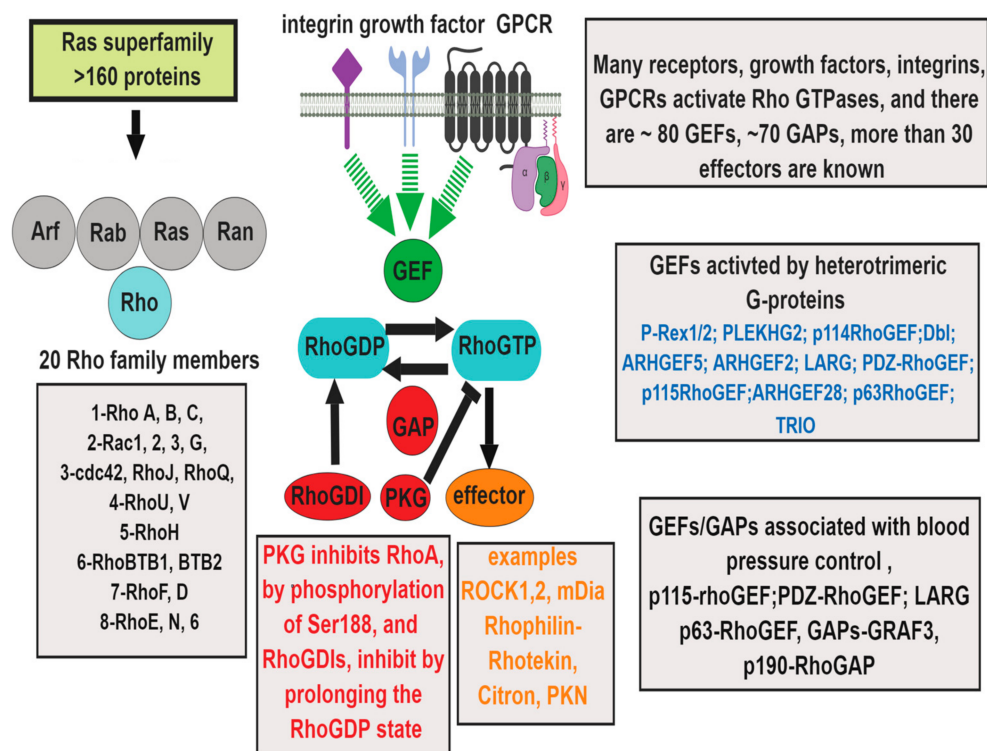 Ras superfamily
>160 proteins
Arf
Rab
Ras
Ran
Rho
20 Rho family members
1-Rho A, B, C,
2-Rac1, 2, 3, G,
3-cdc42, RhoJ, RhoQ,
4-RhoU, V
5-RhoH
6-RhoBTB1, BTB2
7-RhoF, D
8-RhoE, N, 6
integrin growth factor GPCR
α
β
γ
GEF
RhoGDP
RhoGTP
GAP
RhoGDI
PKG
effector
PKG inhibits RhoA,
by phosphorylation
of Ser188, and
RhoGDIs, inhibit by
prolonging the
RhoGDP state
examples
ROCK1,2, mDia
Rhophilin-
Rhotekin,
Citron, PKN
Many receptors, growth factors, integrins,
GPCRs activate Rho GTPases, and there
are ~ 80 GEFs, ~70 GAPs, more than 30
effectors are known
GEFs activted by heterotrimeric
G-proteins
P-Rex1/2; PLEKHG2; p114RhoGEF;Dbl;
ARHGEF5; ARHGEF2; LARG; PDZ-RhoGEF;
p115RhoGEF;ARHGEF28; p63RhoGEF;
TRIO
GEFs/GAPs associated with blood
pressure control ,
p115-rhoGEF;PDZ-RhoGEF; LARG
p63-RhoGEF, GAPs-GRAF3,
p190-RhoGAP